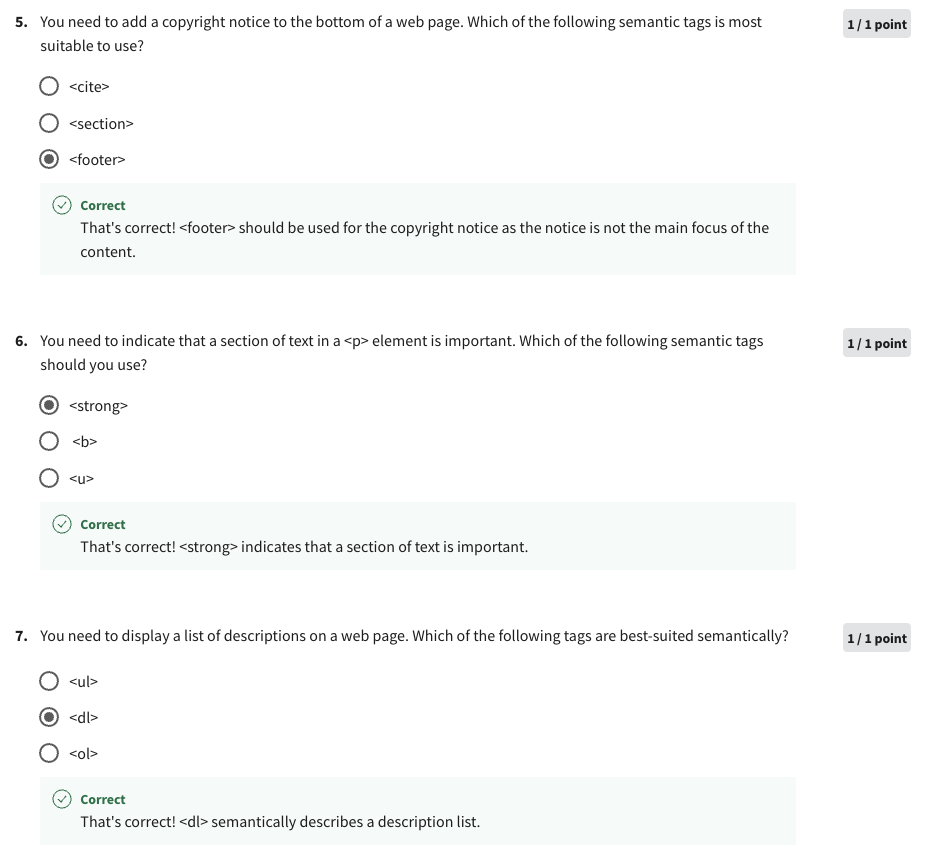 5. You need to add a copyright notice to the bottom of a web page. Which of the following semantic tags is most
suitable to use?
1 / 1 point
<cite>
<section>
<footer>
Correct
That's correct! <footer> should be used for the copyright notice as the notice is not the main focus of the
content.
6. You need to indicate that a section of text in a <p> element is important. Which of the following semantic tags
should you use?
1 / 1 point
<strong>
<b>
<u>
Correct
That's correct! <strong> indicates that a section of text is important.
7. You need to display a list of descriptions on a web page. Which of the following tags are best-suited semantically?
1 / 1 point
<ul>
<dl>
<ol>
Correct
That's correct! <dl> semantically describes a description list.